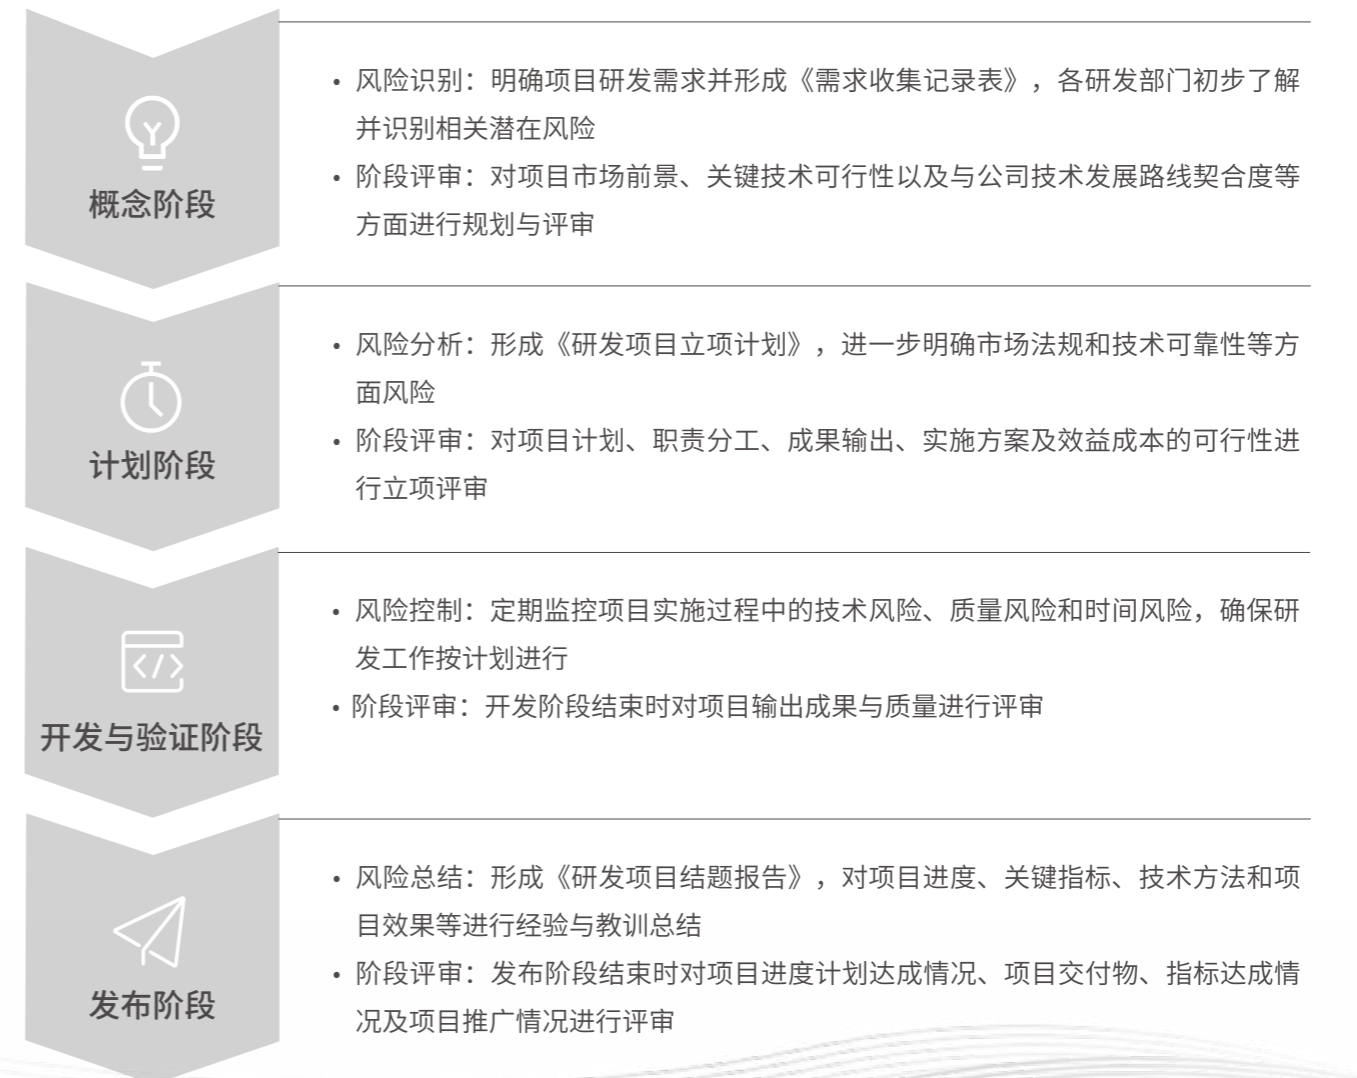 概念阶段
• 风险识别：明确项目研发需求并形成《需求收集记录表》，各研发部门初步了解
并识别相关潜在风险
• 阶段评审：对项目市场前景、关键技术可行性以及与公司技术发展路线契合度等
方面进行规划与评审
计划阶段
• 风险分析：形成《研发项目立项计划》，进一步明确市场法规和技术可靠性等方
面风险
• 阶段评审：对项目计划、职责分工、成果输出、实施方案及效益成本的可行性进
行立项评审
开发与验证阶段
• 风险控制：定期监控项目实施过程中的技术风险、质量风险和时间风险，确保研
发工作按计划进行
• 阶段评审：开发阶段结束时对项目输出成果与质量进行评审
发布阶段
• 风险总结：形成《研发项目结题报告》，对项目进度、关键指标、技术方法和项
目效果等进行经验与教训总结
• 阶段评审：发布阶段结束时对项目进度计划达成情况、项目交付物、指标达成情
况及项目推广情况进行评审